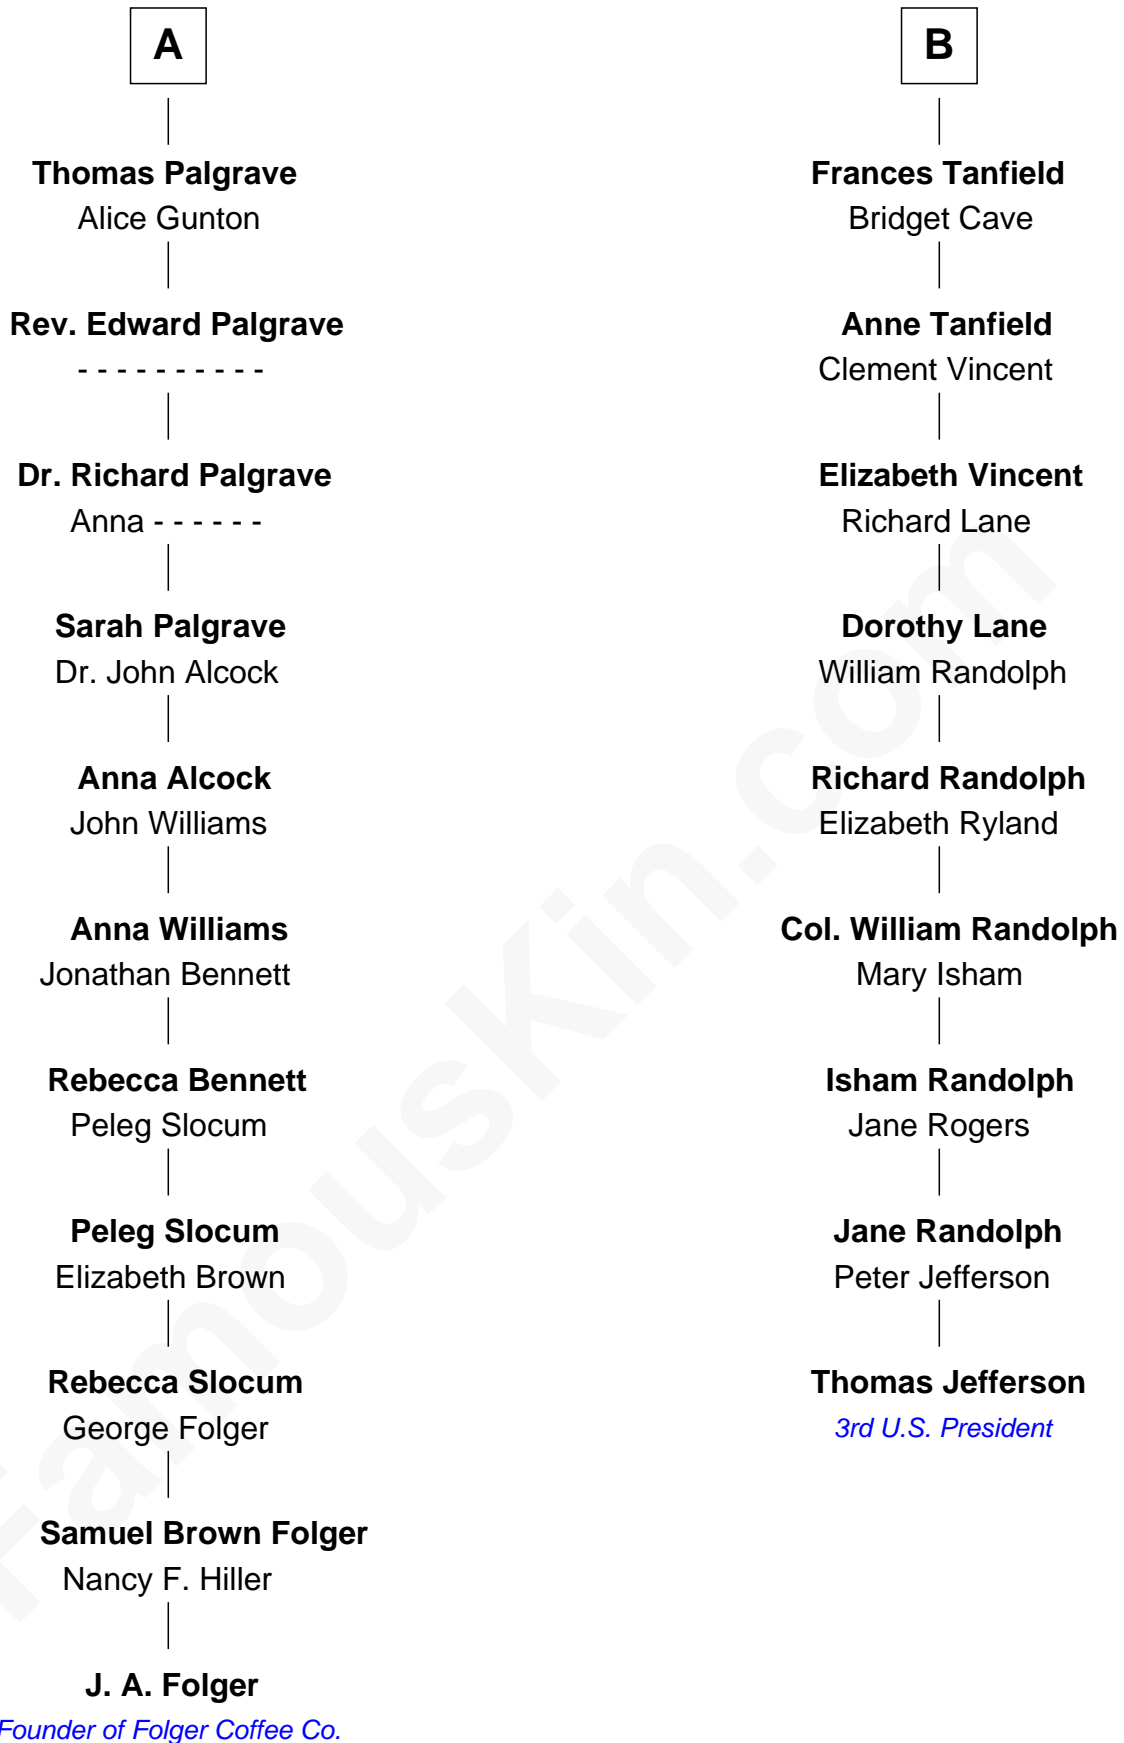 A
Thomas Palgrave
Alice Gunton
Rev. Edward Palgrave
- - - - - - - - - -
Dr. Richard Palgrave
Anna - - - - - -
Sarah Palgrave
Dr. John Alcock
Anna Alcock
John Williams
Anna Williams
Jonathan Bennett
Rebecca Bennett
Peleg Slocum
Peleg Slocum
Elizabeth Brown
Rebecca Slocum
George Folger
Samuel Brown Folger
Nancy F. Hiller
J. A. Folger
Founder of Folger Coffee Co.
B
Frances Tanfield
Bridget Cave
Anne Tanfield
Clement Vincent
Elizabeth Vincent
Richard Lane
Dorothy Lane
William Randolph
Richard Randolph
Elizabeth Ryland
Col. William Randolph
Mary Isham
Isham Randolph
Jane Rogers
Jane Randolph
Peter Jefferson
Thomas Jefferson
3rd U.S. President
FamousKin.com